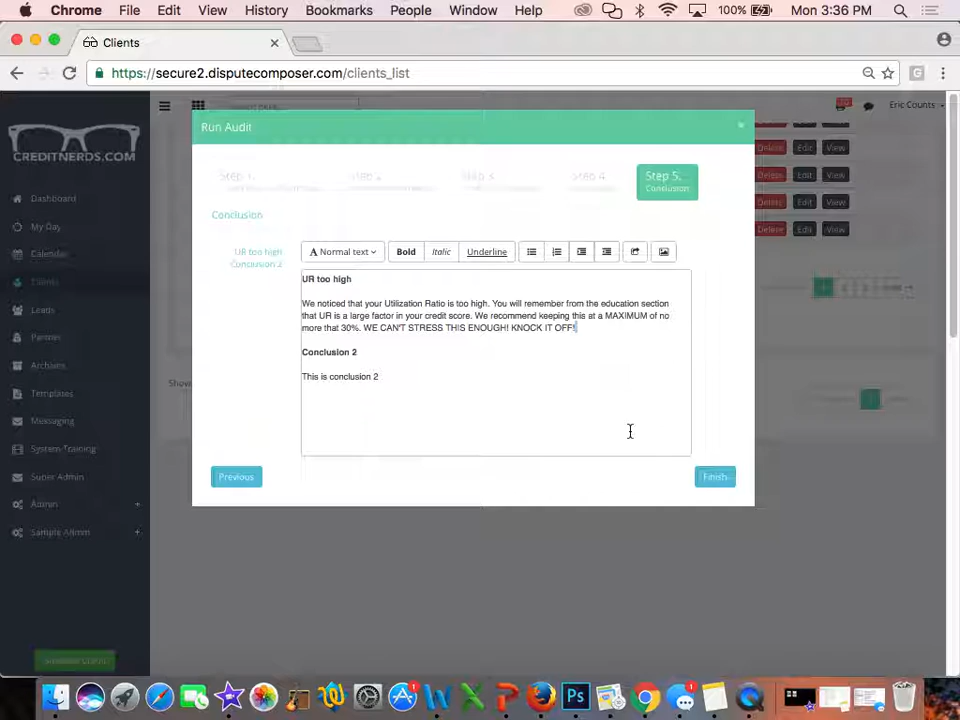 Chrome File Edit View History Bookmarks People Window Help 100% Mon 3:36 PM
Clients
https://secure2.disputecomposer.com/clients_list
Eric Counts
CREDITNERDS.COM
Run Audit
Delete Edit View
Delete Edit View
Delete Edit View
Delete Edit View
Delete Edit View
Step 1.
Step 2
Step 3
Step 4
Step 5.
Conclusion
Conclusion
UR too high
Conclusion 2
Normal text
Bold
Italic
Underline
UR too high
We noticed that your Utilization Ratio is too high. You will remember from the education section
that UR is a large factor in your credit score. We recommend keeping this at a MAXIMUM of no
more that 30%. WE CAN'T STRESS THIS ENOUGH! KNOCK IT OFF!
Conclusion 2
This is conclusion 2
Previous
Finish
Dashboard
My Day
Calendar
Clients
Leads
Partner
Archives
Templates
Messaging
System Training
Super Admin
Admin +
Sample Admin +
Show